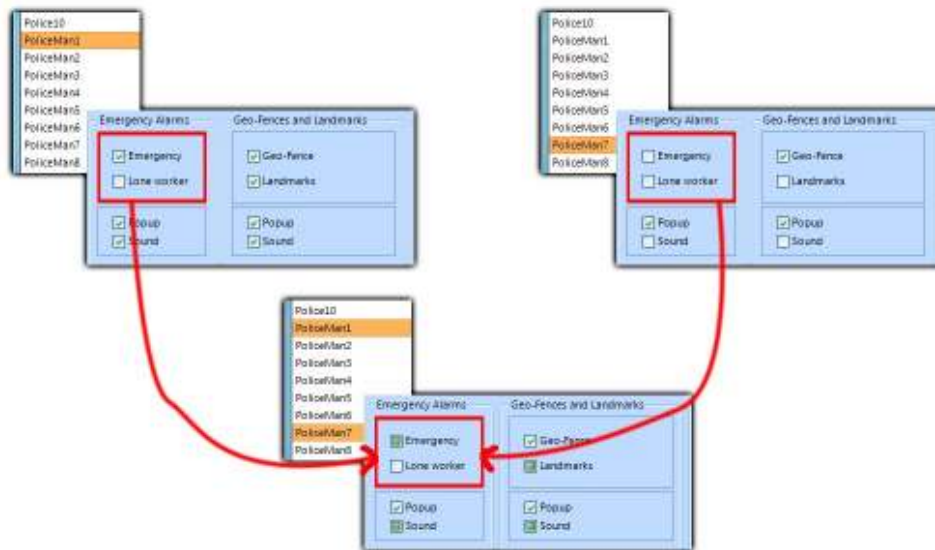 Police10
PoliceMan1
PoliceMan2
PoliceMan3
PoliceMan4
PoliceMan5
PoliceMan6
PoliceMan7
PoliceMan8
Emergency Alarms Geo-Fences and Landmarks
Emergency Geo-Fence
Lone worker Landmarks
Popup Popup
Sound Sound
Police10
PoliceMan1
PoliceMan2
PoliceMan3
PoliceMan4
PoliceMan5
PoliceMan6
PoliceMan7
PoliceMan8
Emergency Alarms Geo-Fences and Landmarks
Emergency Geo-Fence
Lone worker Landmarks
Popup Popup
Sound Sound
Police10
PoliceMan1
PoliceMan2
PoliceMan3
PoliceMan4
PoliceMan5
PoliceMan6
PoliceMan7
PoliceMan8
Emergency Alarms Geo-Fences and Landmarks
Emergency Geo-Fence
Lone worker Landmarks
Popup Popup
Sound Sound